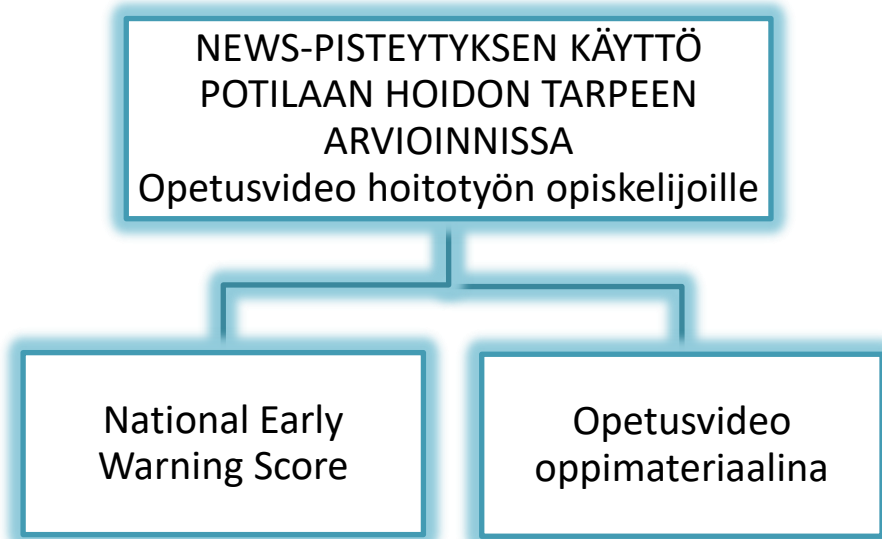 NEWS-PISTEYTYKSEN KÄYTTÖ
POTILAAN HOIDON TARPEEN
ARVIOINNISSA
Opetusvideo hoitotyön opiskelijoille
National Early
Warning Score
Opetusvideo
oppimateriaalina